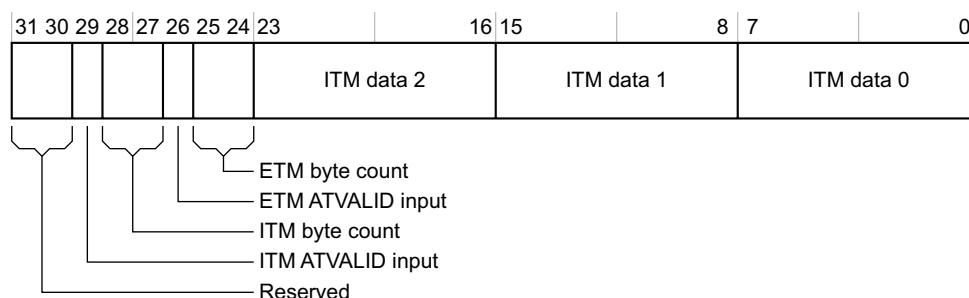 31 30 29 28 27 26 25 24 23 16 15 8 7 0
ITM data 2 ITM data 1 ITM data 0
ETM byte count
ETM ATVALID input
ITM byte count
ITM ATVALID input
Reserved